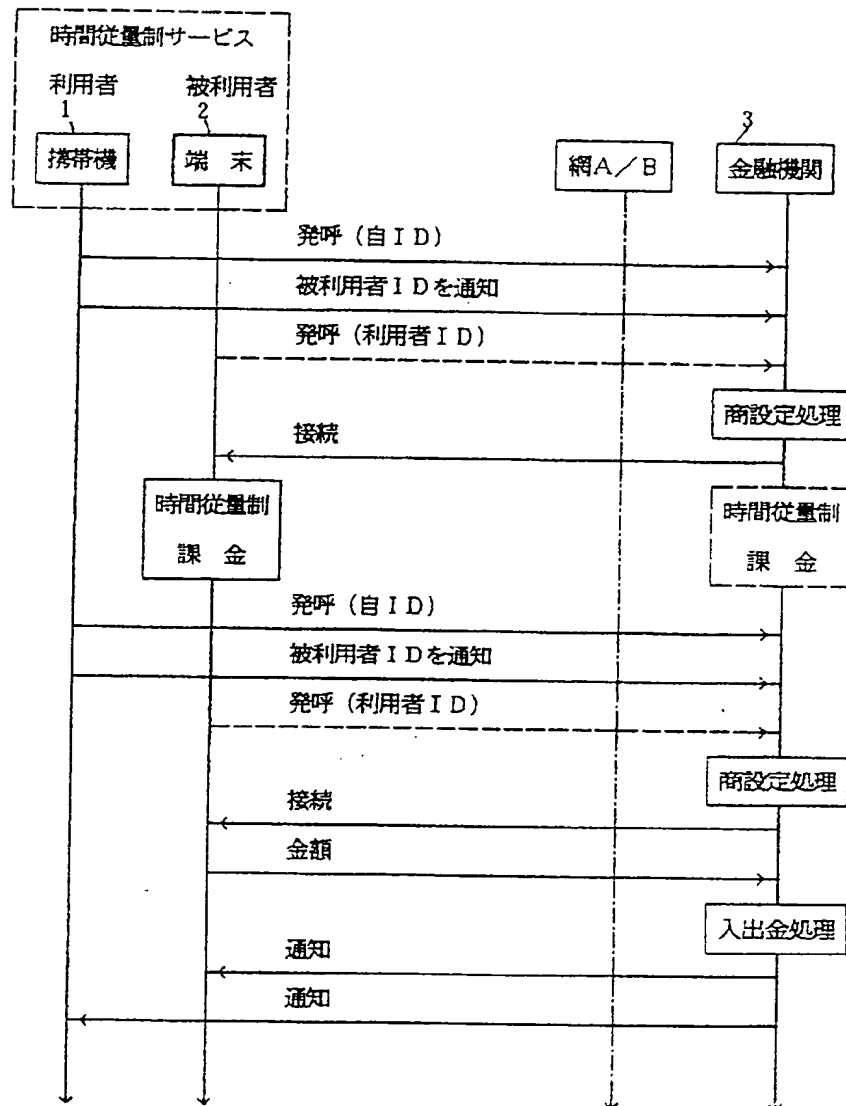 時間従量制サービス
利用者 被利用者
1 2 3
携帯機 端 末 網A/B 金融機関
発呼(自ID)
被利用者IDを通知
発呼(利用者ID)
商設定処理
接続
時間従量制 時間従量制
課 金 課 金
発呼(自ID)
被利用者IDを通知
発呼(利用者ID)
商設定処理
接続
金額
入出金処理
通知
通知